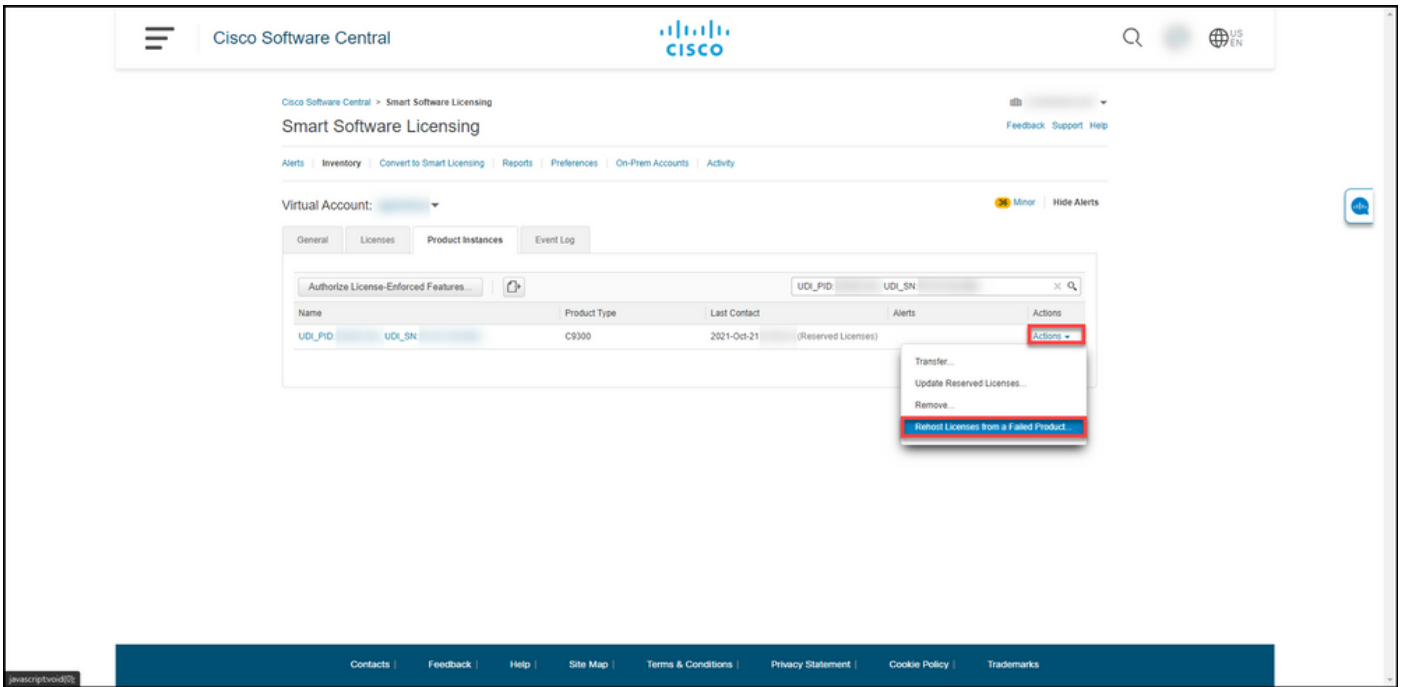 Cisco Software Central
CISCO
US
EN
Cisco Software Central > Smart Software Licensing
Smart Software Licensing
Feedback Support Help
Alerts | Inventory | Convert to Smart Licensing | Reports | Preferences | On-Prem Accounts | Activity
Virtual Account:
36 Minor | Hide Alerts
General Licenses Product Instances Event Log
Authorize License-Enforced Features...
UDI_PID: UDI_SN:
Name Product Type Last Contact Alerts Actions
UDI_PID: UDI_SN: C9300 2021-Oct-21 (Reserved Licenses) Actions
Transfer...
Update Reserved Licenses...
Remove...
Rehost Licenses from a Failed Product...
Contacts | Feedback | Help | Site Map | Terms & Conditions | Privacy Statement | Cookie Policy | Trademarks
javascript:void(0);